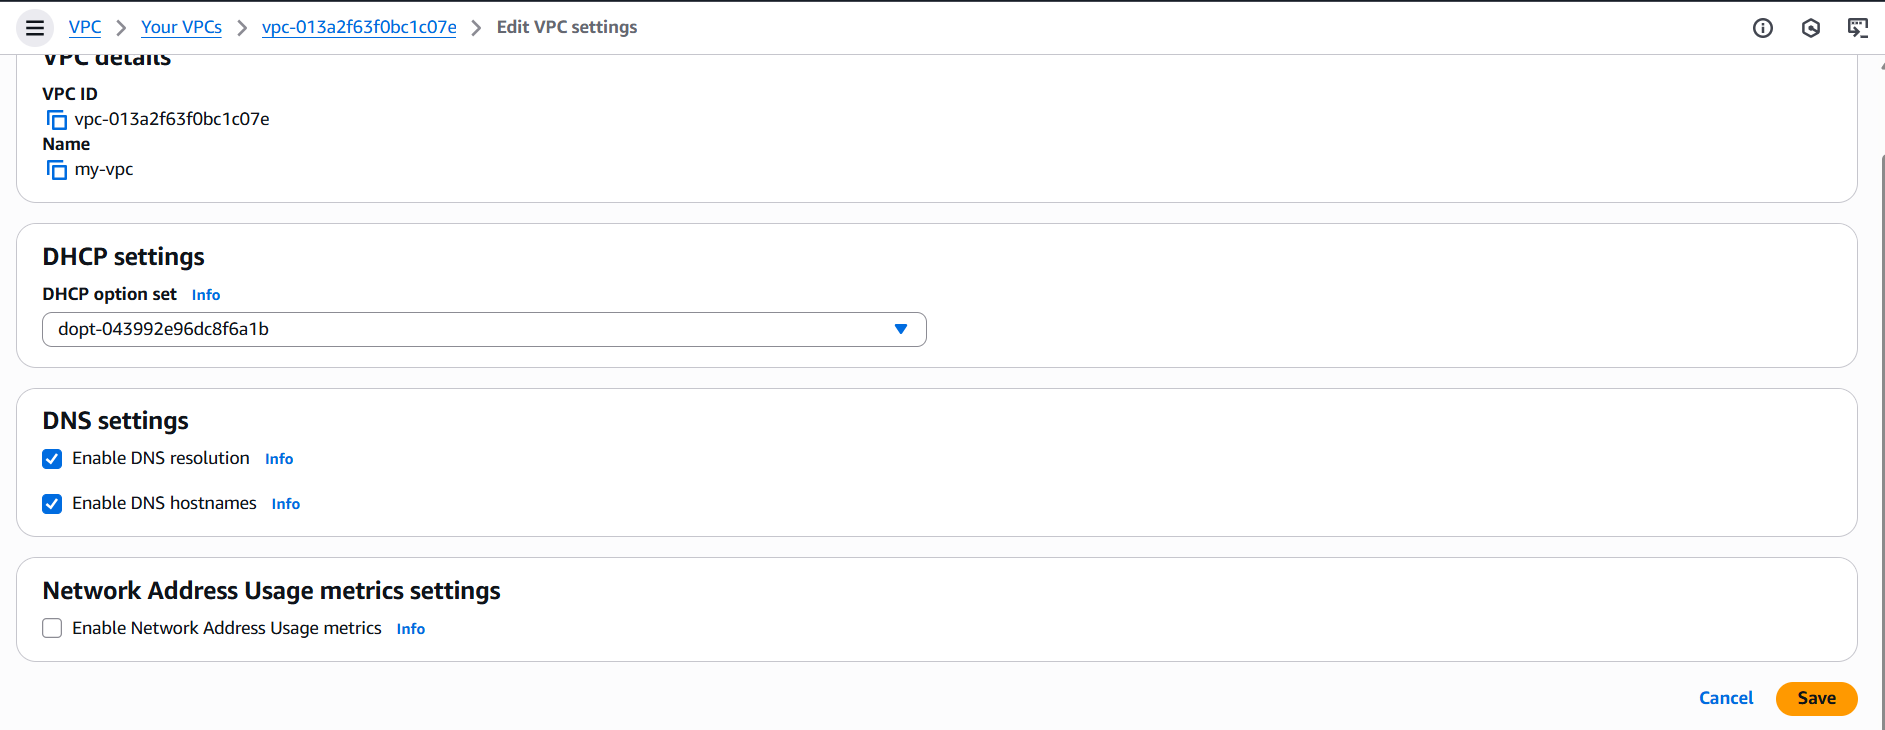 VPC > Your VPCs > vpc-013a2f63f0bc1c07e > Edit VPC settings
VPC details
VPC ID
vpc-013a2f63f0bc1c07e
Name
my-vpc
DHCP settings
DHCP option set Info
dopt-043992e96dc8f6a1b
DNS settings
Enable DNS resolution Info
Enable DNS hostnames Info
Network Address Usage metrics settings
Enable Network Address Usage metrics Info
Cancel Save